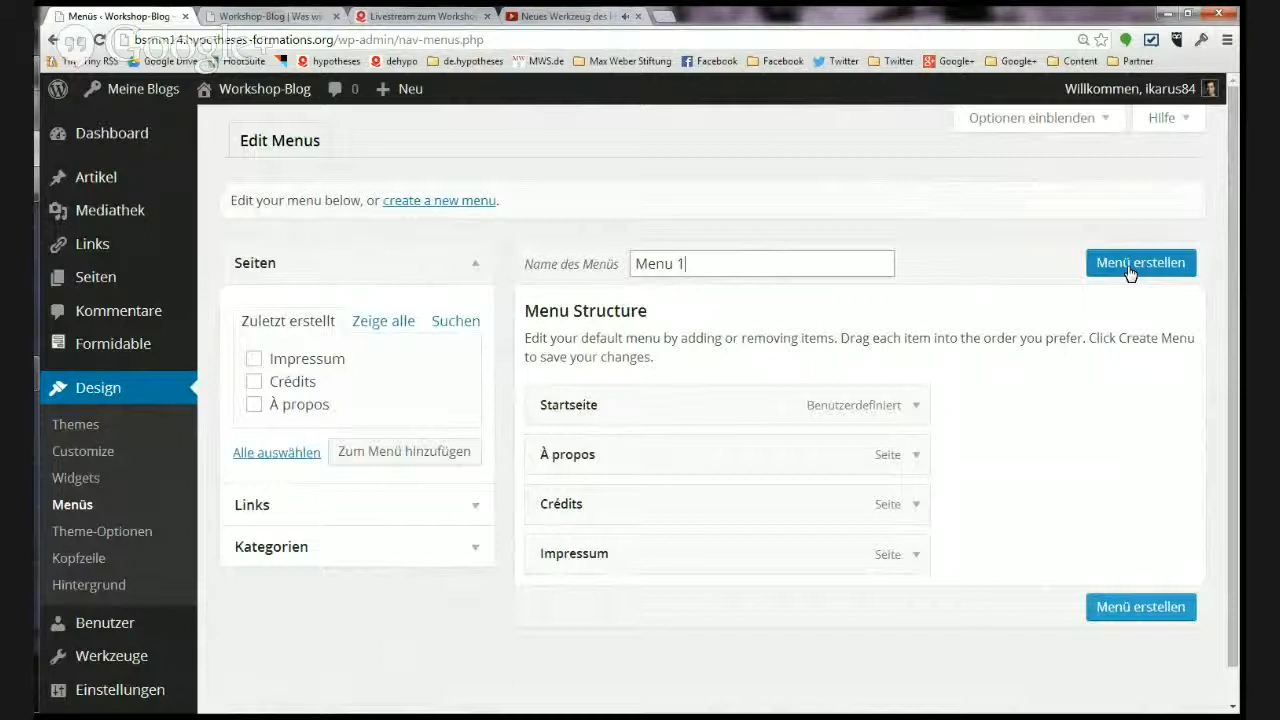 Menüs ‹ Workshop-Blog
Workshop-Blog | Was wi
Livestream zum Worksho
Neues Werkzeug des H
Google+
bsmm14.hypotheses-formations.org/wp-admin/nav-menus.php
Tiny RSS
Google Drive
HootSuite
hypotheses
dehypo
de.hypotheses
MWS.de
Max Weber Stiftung
Facebook
Facebook
Twitter
Twitter
Google+
Google+
Content
Partner
Meine Blogs
Workshop-Blog
0
Neu
Willkommen, ikarus84
Dashboard
Artikel
Mediathek
Links
Seiten
Kommentare
Formidable
Design
Themes
Customize
Widgets
Menüs
Theme-Optionen
Kopfzeile
Hintergrund
Benutzer
Werkzeuge
Einstellungen
Optionen einblenden
Hilfe
Edit Menus
Edit your menu below, or create a new menu.
Seiten
Zuletzt erstellt
Zeige alle
Suchen
Impressum
Crédits
À propos
Alle auswählen
Zum Menü hinzufügen
Links
Kategorien
Name des Menüs
Menu 1
Menü erstellen
Menu Structure
Edit your default menu by adding or removing items. Drag each item into the order you prefer. Click Create Menu
to save your changes.
Startseite Benutzerdefiniert
À propos Seite
Crédits Seite
Impressum Seite
Menü erstellen